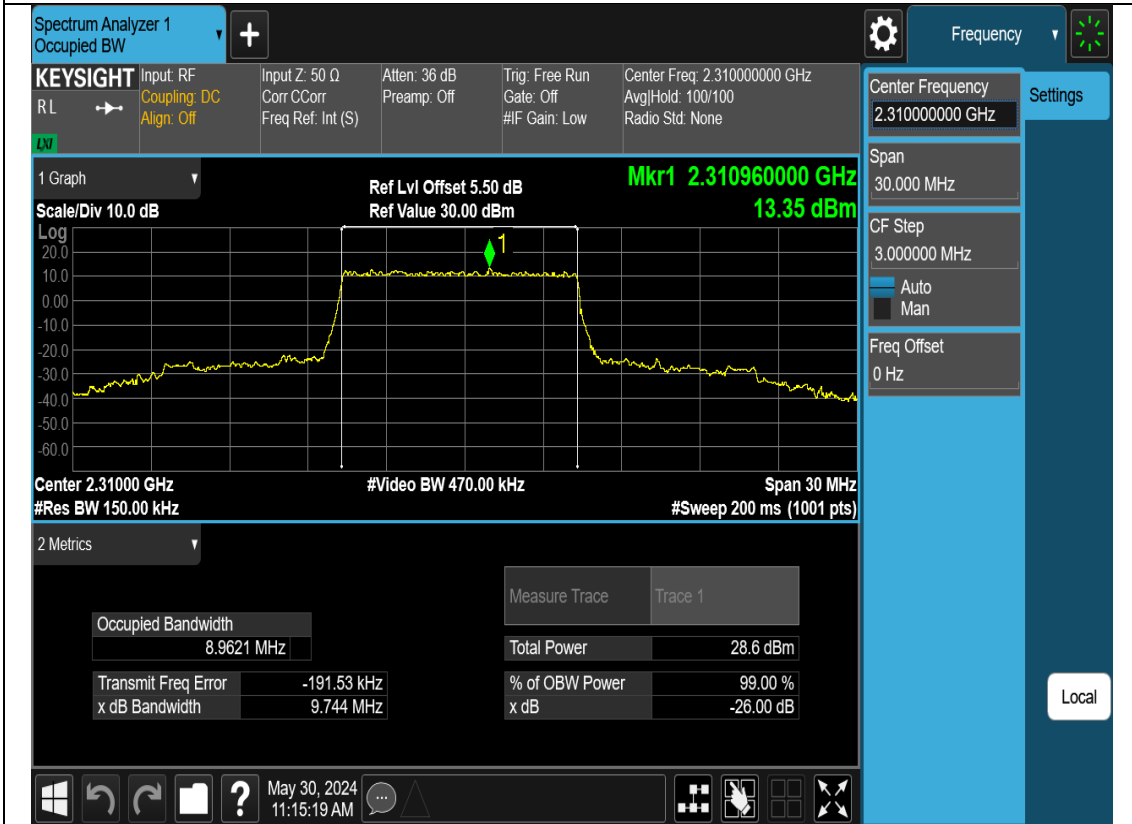 Spectrum Analyzer 1
Occupied BW
+
Frequency
KEYSIGHT
R L
LXI
Input: RF
Coupling: DC
Align: Off
Input Z: 50 Ω
Corr CCorr
Freq Ref: Int (S)
Atten: 36 dB
Preamp: Off
Trig: Free Run
Gate: Off
#IF Gain: Low
Center Freq: 2.310000000 GHz
Avg|Hold: 100/100
Radio Std: None
Center Frequency
2.310000000 GHz
Settings
Span
30.000 MHz
CF Step
3.000000 MHz
Auto
Man
Freq Offset
0 Hz
Local
1 Graph
Scale/Div 10.0 dB
Ref Lvl Offset 5.50 dB
Ref Value 30.00 dBm
Mkr1 2.310960000 GHz
13.35 dBm
Log
20.0
10.0
0.00
-10.0
-20.0
-30.0
-40.0
-50.0
-60.0
1
Center 2.31000 GHz
#Res BW 150.00 kHz
#Video BW 470.00 kHz
Span 30 MHz
#Sweep 200 ms (1001 pts)
2 Metrics
Measure Trace Trace 1
Occupied Bandwidth
8.9621 MHz
Total Power 28.6 dBm
Transmit Freq Error -191.53 kHz
% of OBW Power 99.00 %
x dB Bandwidth 9.744 MHz
x dB -26.00 dB
?
May 30, 2024
11:15:19 AM